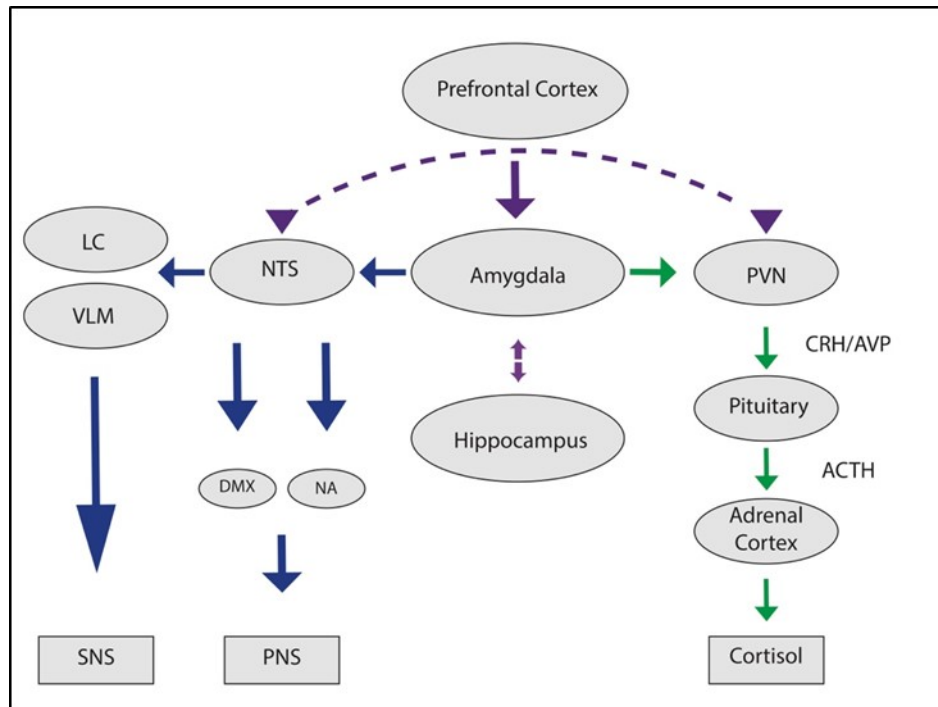 Prefrontal Cortex
LC
NTS
Amygdala
PVN
VLM
CRH/AVP
Pituitary
Hippocampus
ACTH
DMX
NA
Adrenal
Cortex
SNS
PNS
Cortisol